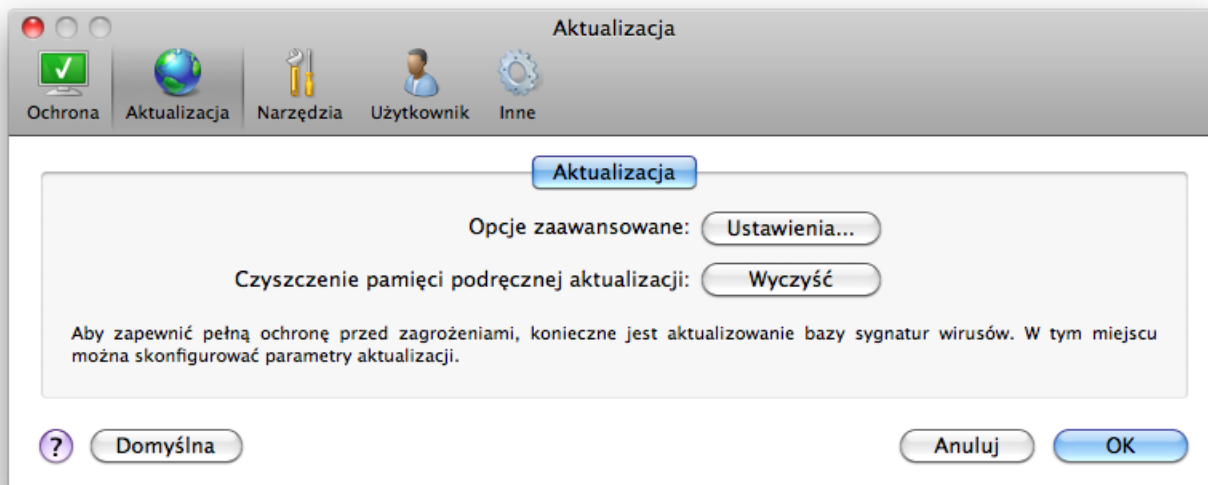 Aktualizacja
Ochrona
Aktualizacja
Narzędzia
Użytkownik
Inne
Aktualizacja
Opcje zaawansowane: Ustawienia...
Czyszczenie pamięci podręcznej aktualizacji: Wyczyść
Aby zapewnić pełną ochronę przed zagrożeniami, konieczne jest aktualizowanie bazy sygnatur wirusów. W tym miejscu
można skonfigurować parametry aktualizacji.
? Domyślna Anuluj OK